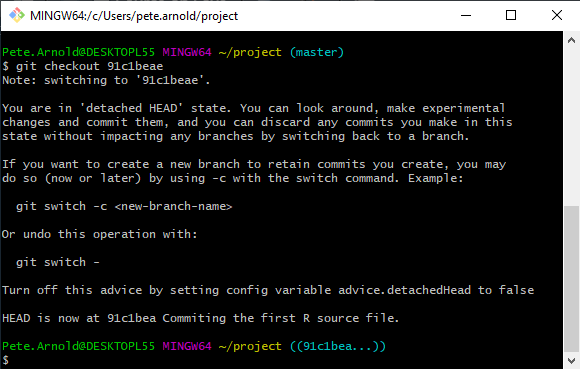 MINGW64:/c/Users/pete.arnold/project
Pete.Arnold@DESKTOPL55 MINGW64 ~/project (master)
$ git checkout 91c1beae
Note: switching to '91c1beae'.
You are in 'detached HEAD' state. You can look around, make experimental
changes and commit them, and you can discard any commits you make in this
state without impacting any branches by switching back to a branch.
If you want to create a new branch to retain commits you create, you may
do so (now or later) by using -c with the switch command. Example:
git switch -c <new-branch-name>
Or undo this operation with:
git switch -
Turn off this advice by setting config variable advice.detachedHead to false
HEAD is now at 91c1bea Commiting the first R source file.
Pete.Arnold@DESKTOPL55 MINGW64 ~/project ((91c1bea...))
$